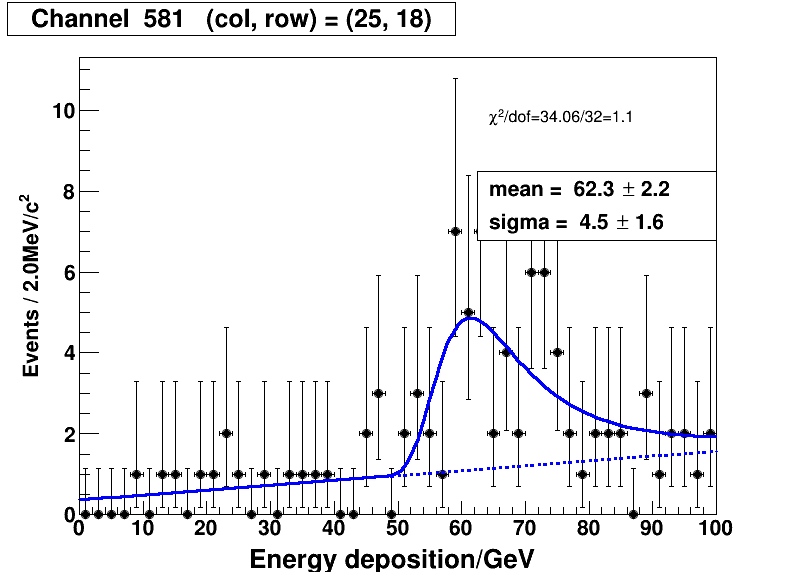 Channel 581 (col, row) = (25, 18)
χ²/dof=34.06/32=1.1
mean = 62.3 ± 2.2
sigma = 4.5 ± 1.6
Events / 2.0MeV/c²
10
8
6
4
2
0
0 10 20 30 40 50 60 70 80 90 100
Energy deposition/GeV